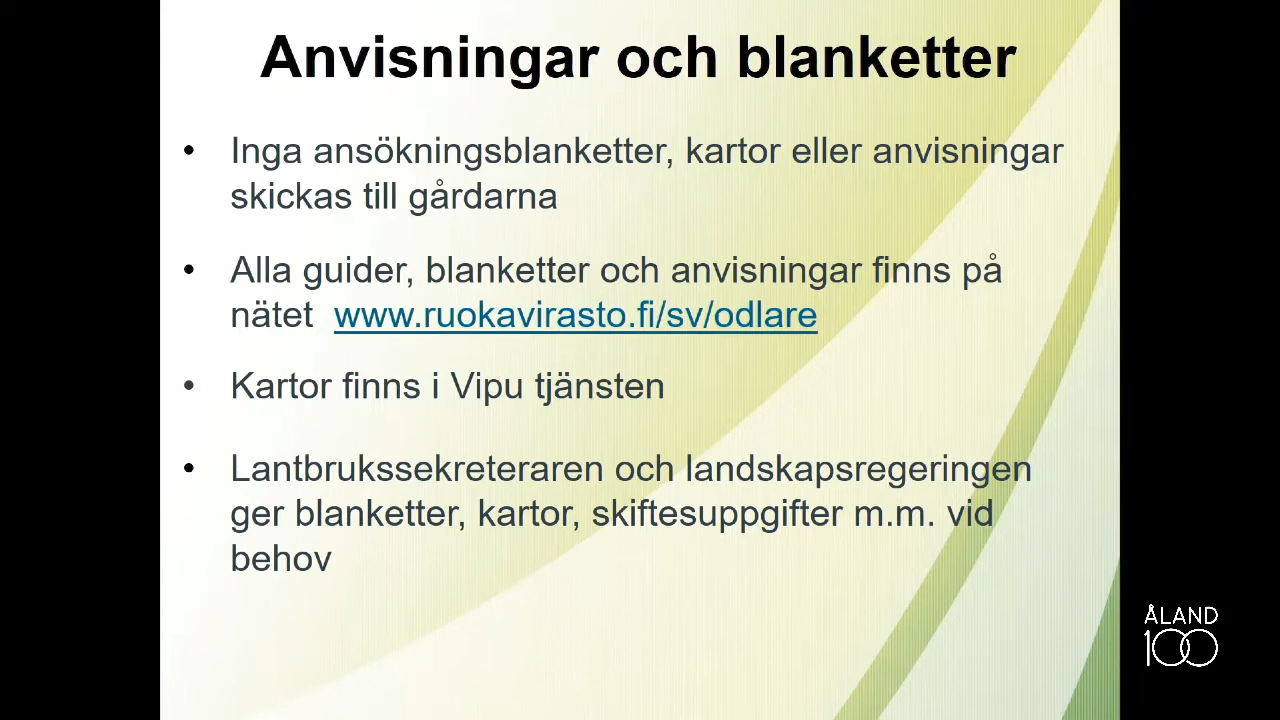 Anvisningar och blanketter
• Inga ansökningsblanketter, kartor eller anvisningar
skickas till gårdarna
• Alla guider, blanketter och anvisningar finns på
nätet www.ruokavirasto.fi/sv/odlare
• Kartor finns i Vipu tjänsten
• Lantbrukssekreteraren och landskapsregeringen
ger blanketter, kartor, skiftesuppgifter m.m. vid
behov
ÅLAND
100